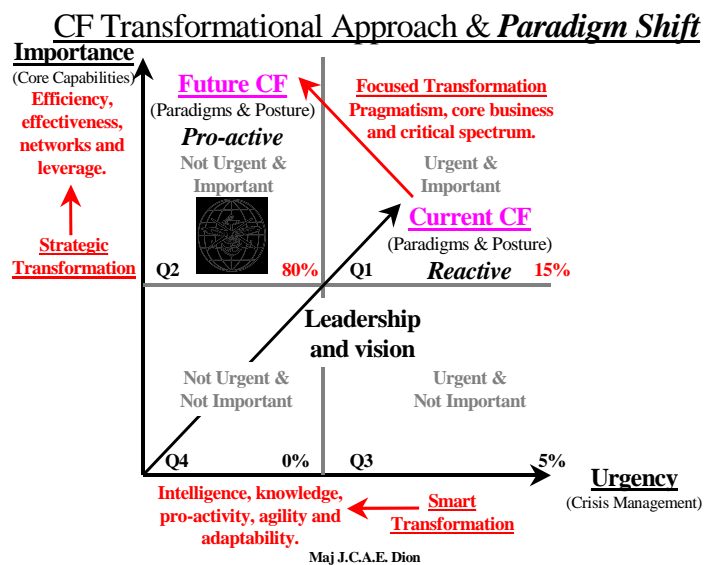 CF Transformational Approach & Paradigm Shift
Importance
(Core Capabilities)
Efficiency,
effectiveness,
networks and
leverage.
Strategic
Transformation
Future CF
(Paradigms & Posture)
Pro-active
Not Urgent &
Important
Q2
80%
Focused Transformation
Pragmatism, core business
and critical spectrum.
Urgent &
Important
Current CF
(Paradigms & Posture)
Q1
Reactive
15%
Leadership
and vision
Not Urgent &
Not Important
Q4
0%
Urgent &
Not Important
Q3
5%
Urgency
(Crisis Management)
Intelligence, knowledge,
pro-activity, agility and
adaptability.
Smart
Transformation
Maj J.C.A.E. Dion